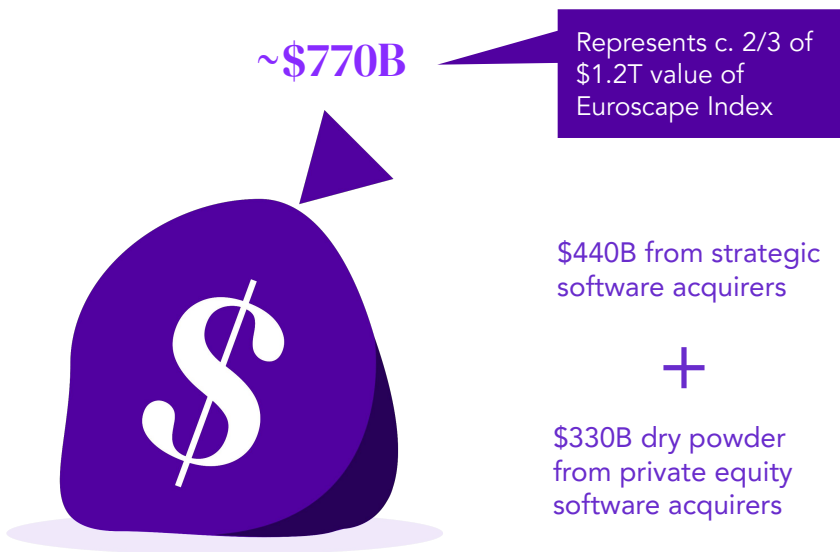 ~$770B
Represents c. 2/3 of
$1.2T value of
Euroscape Index
$
$440B from strategic
software acquirers
+
$330B dry powder
from private equity
software acquirers